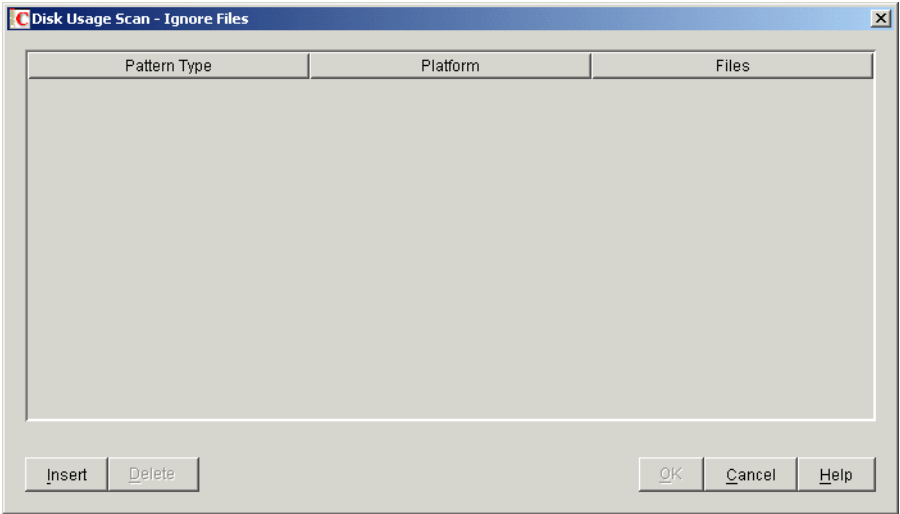 C Disk Usage Scan - Ignore Files
Pattern Type Platform Files
Insert Delete OK Cancel Help